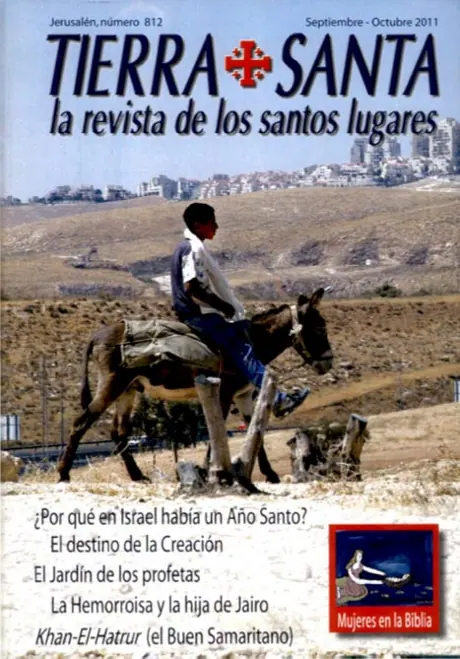 Jerusalén, número 812
Septiembre - Octubre 2011
TIERRA SANTA
la revista de los santos lugares
¿Por qué en Israel había un Año Santo?
El destino de la Creación
El Jardín de los profetas
La Hemorroisa y la hija de Jairo
Khan-El-Hatrur (el Buen Samaritano)
Mujeres en la Biblia